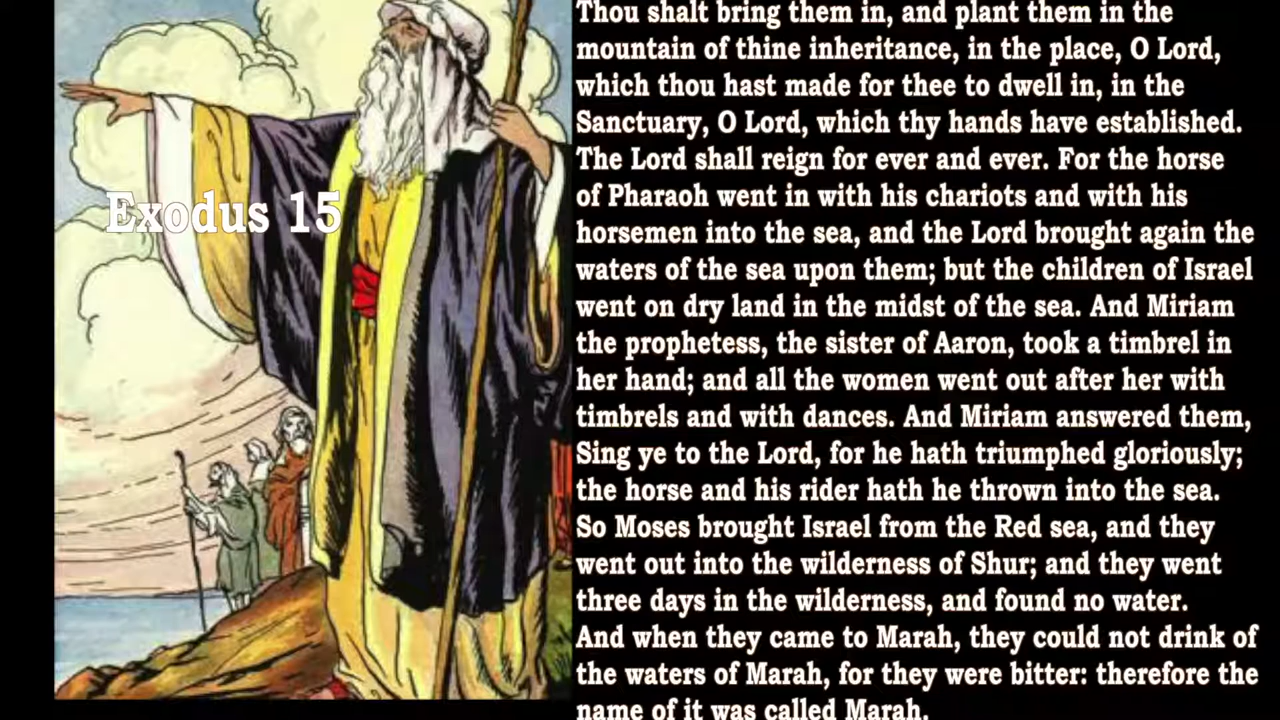 Exodus 15
Thou shalt bring them in, and plant them in the
mountain of thine inheritance, in the place, O Lord,
which thou hast made for thee to dwell in, in the
Sanctuary, O Lord, which thy hands have established.
The Lord shall reign for ever and ever. For the horse
of Pharaoh went in with his chariots and with his
horsemen into the sea, and the Lord brought again the
waters of the sea upon them; but the children of Israel
went on dry land in the midst of the sea. And Miriam
the prophetess, the sister of Aaron, took a timbrel in
her hand; and all the women went out after her with
timbrels and with dances. And Miriam answered them,
Sing ye to the Lord, for he hath triumphed gloriously;
the horse and his rider hath he thrown into the sea.
So Moses brought Israel from the Red sea, and they
went out into the wilderness of Shur; and they went
three days in the wilderness, and found no water.
And when they came to Marah, they could not drink of
the waters of Marah, for they were bitter: therefore the
name of it was called Marah.